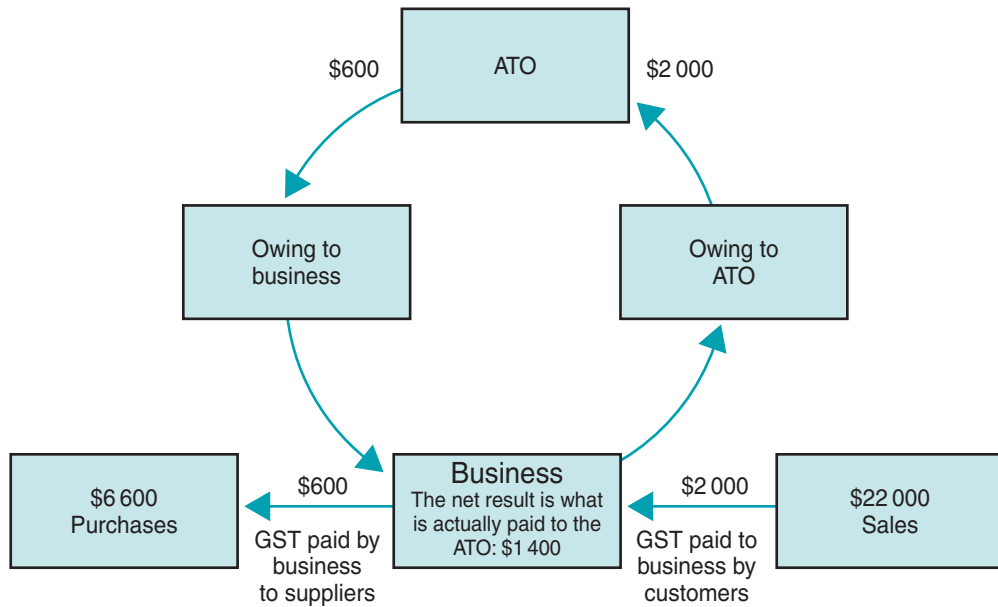 $600
ATO
$2 000
Owing to
business
Owing to
ATO
$6 600
Purchases
$600
GST paid by
business
to suppliers
Business
The net result is what
is actually paid to the
ATO: $1 400
$2 000
GST paid to
business by
customers
$22 000
Sales